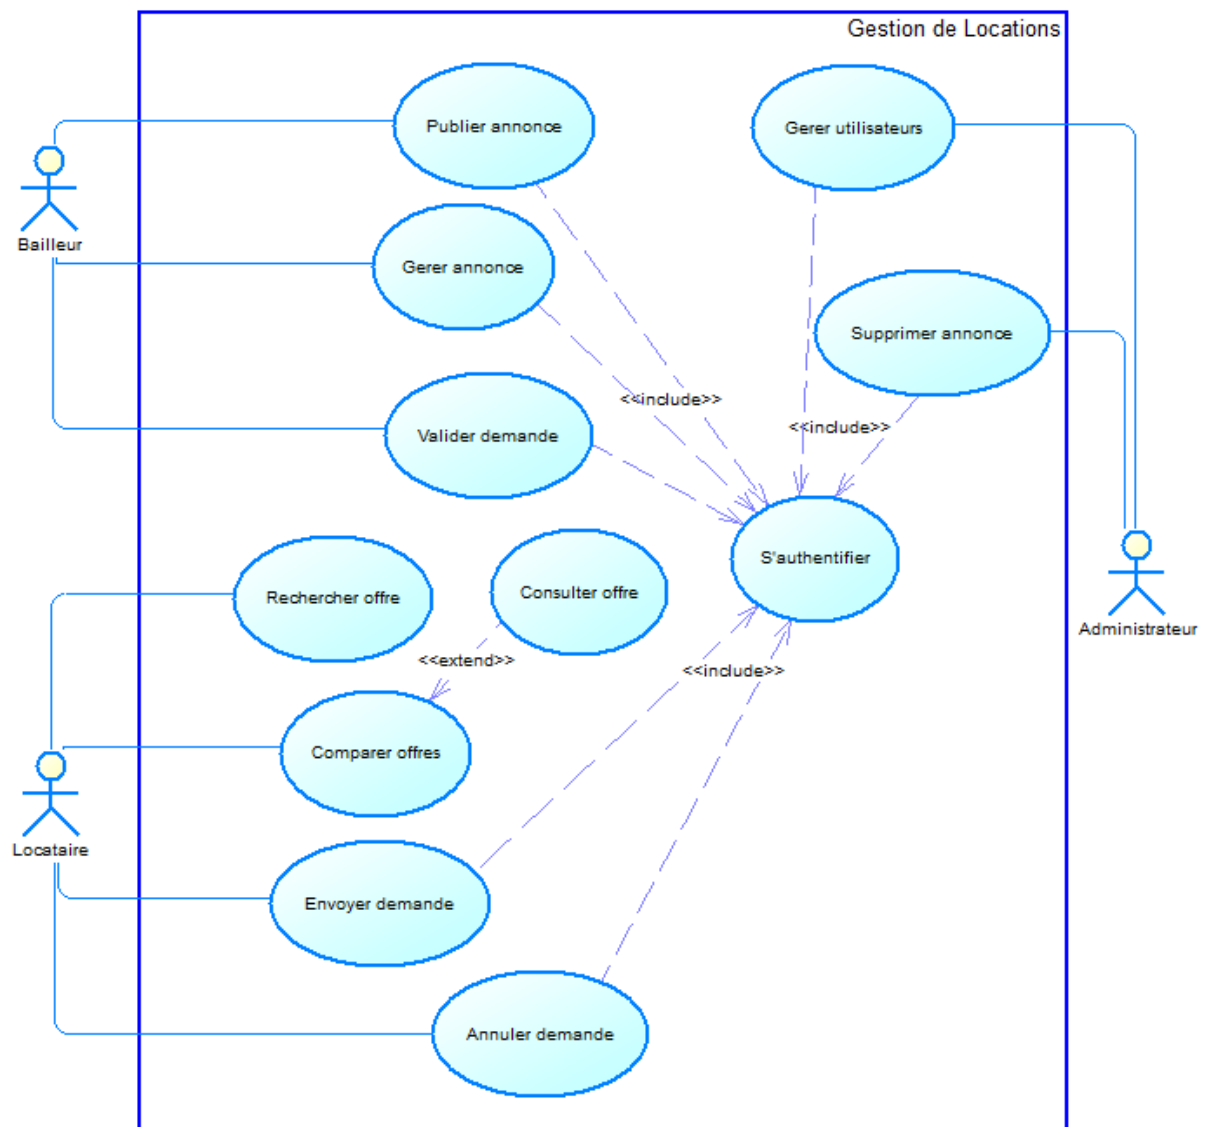 Gestion de Locations
Publier annonce
Gerer utilisateurs
Bailleur
Gerer annonce
Supprimer annonce
<<include>>
<<include>>
Valider demande
S'authentifier
Rechercher offre
Consulter offre
Administrateur
<<extend>>
<<include>>
Comparer offres
Locataire
Envoyer demande
Annuler demande